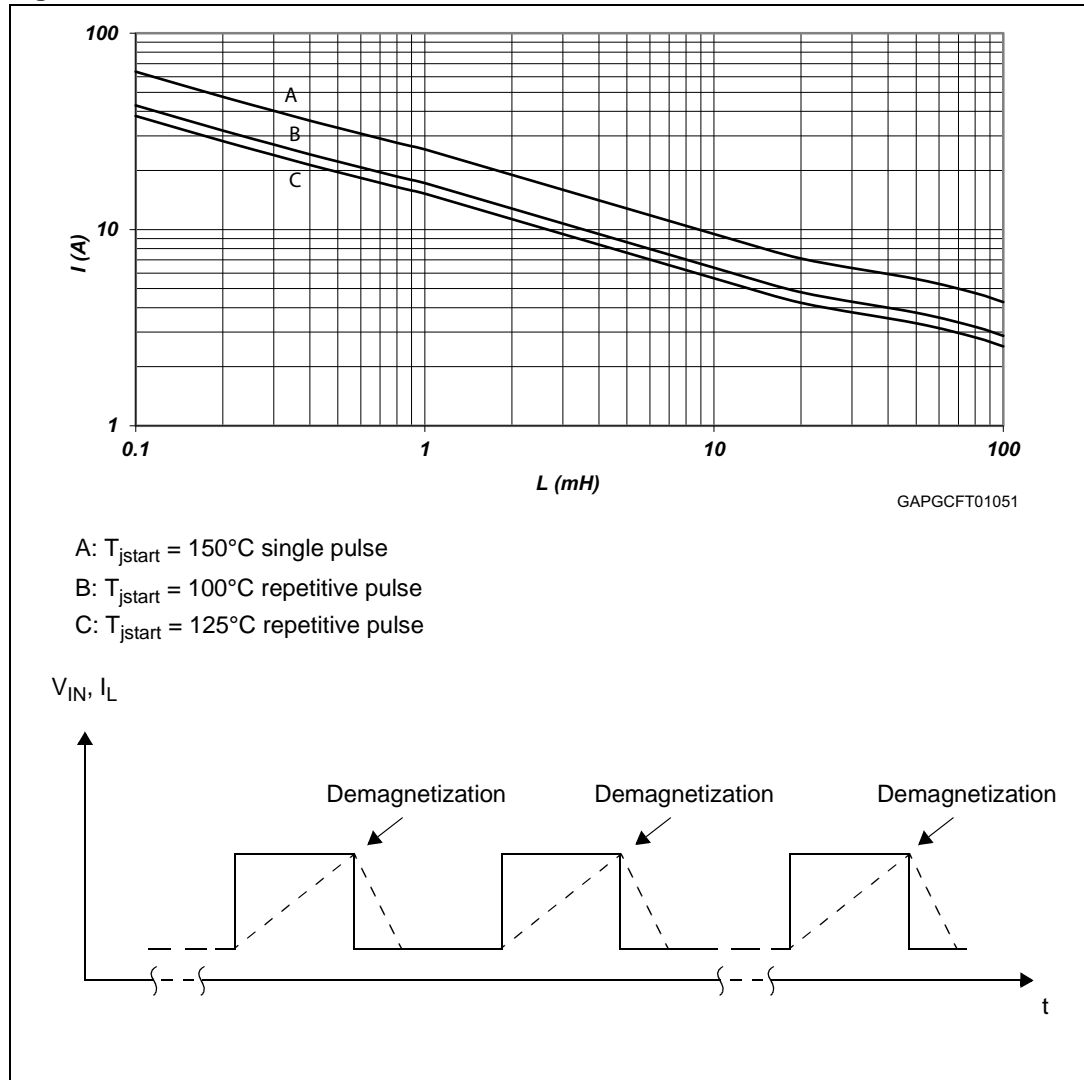 100
A
B
C
10
1
I (A)
0.1 1 10 100
L (mH)
GAPGCFT01051
A: Tjstart = 150°C single pulse
B: Tjstart = 100°C repetitive pulse
C: Tjstart = 125°C repetitive pulse
VIN, IL
Demagnetization Demagnetization Demagnetization
t